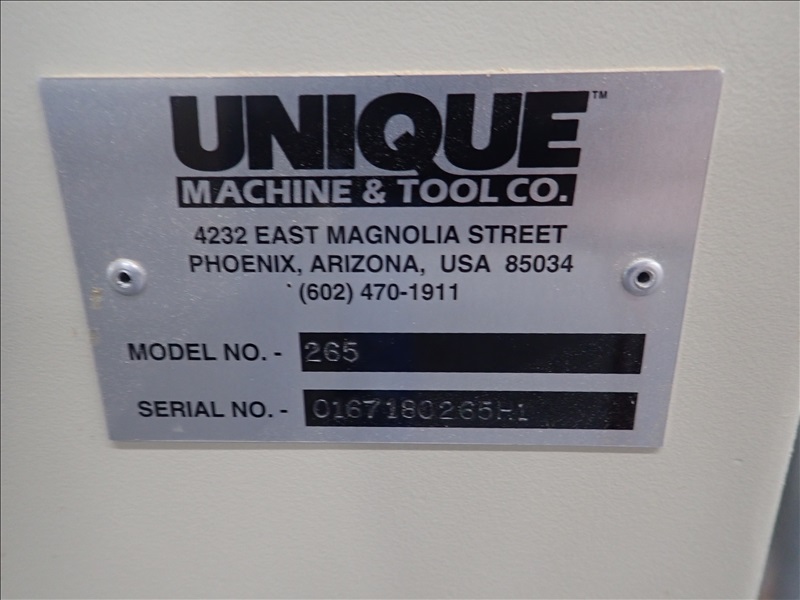 UNIQUE™
MACHINE & TOOL CO.
4232 EAST MAGNOLIA STREET
PHOENIX, ARIZONA, USA 85034
(602) 470-1911
MODEL NO. - 265
SERIAL NO. - 0167180265H1